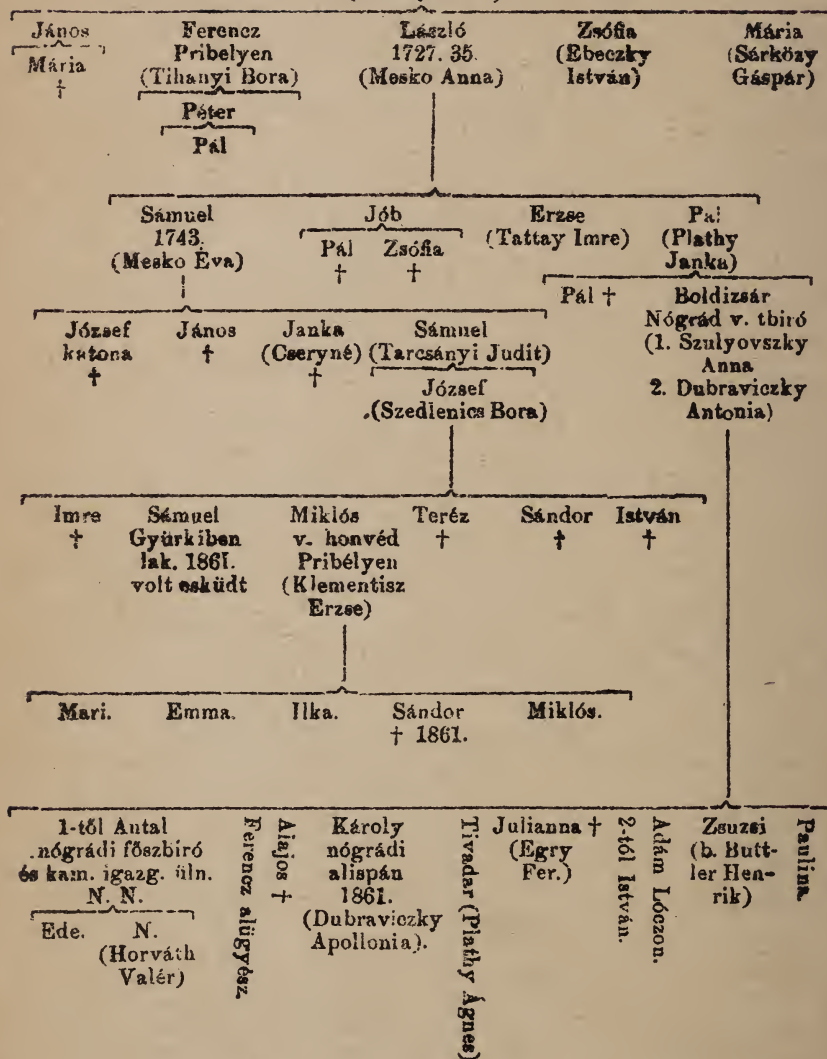 János Ferencz László Zsófia Mária
Mária Pribelyen 1727. 35. (Ebeczky (Sárközy
† (Tihanyi Bora) (Mesko Anna) István) Gáspár)
Péter
Pál
Sámuel Jób Erzse Pál
1743. Pál Zsófia (Tattay Imre) (Plathy
(Mesko Éva) † † Janka)
Pál † Boldizsár
József János Janka Sámuel Nógrád v. tbiró
katona † (Cseryné) (Tarcsányi Judit) (1. Szulyovszky
† † Anna
József 2. Dubraviczky
(Szedlenics Bora) Antonia)
Imre Sámuel Miklós Teréz Sándor István
† Gyürkiben v. honvéd † † †
lak. 1861. Pribélyen
volt esküdt (Klementisz
Erzse)
Mari. Emma. Ilka. Sándor Miklós.
† 1861.
1-től Antal
nógrádi főszbiró
és kam. igazg. üln.
N. N.
Ede. N.
(Horváth
Valér)
Ferencz alügyész.
Alajos †
Károly
nógrádi
alispán
1861.
(Dubraviczky
Apollonia).
Tivadar (Plathy Ágnes)
Julianna †
(Egry
Fer.)
2-től István.
Adám Lóczon.
Zsuzsi
(b. Butt-
ler Hen-
rik)
Paulina